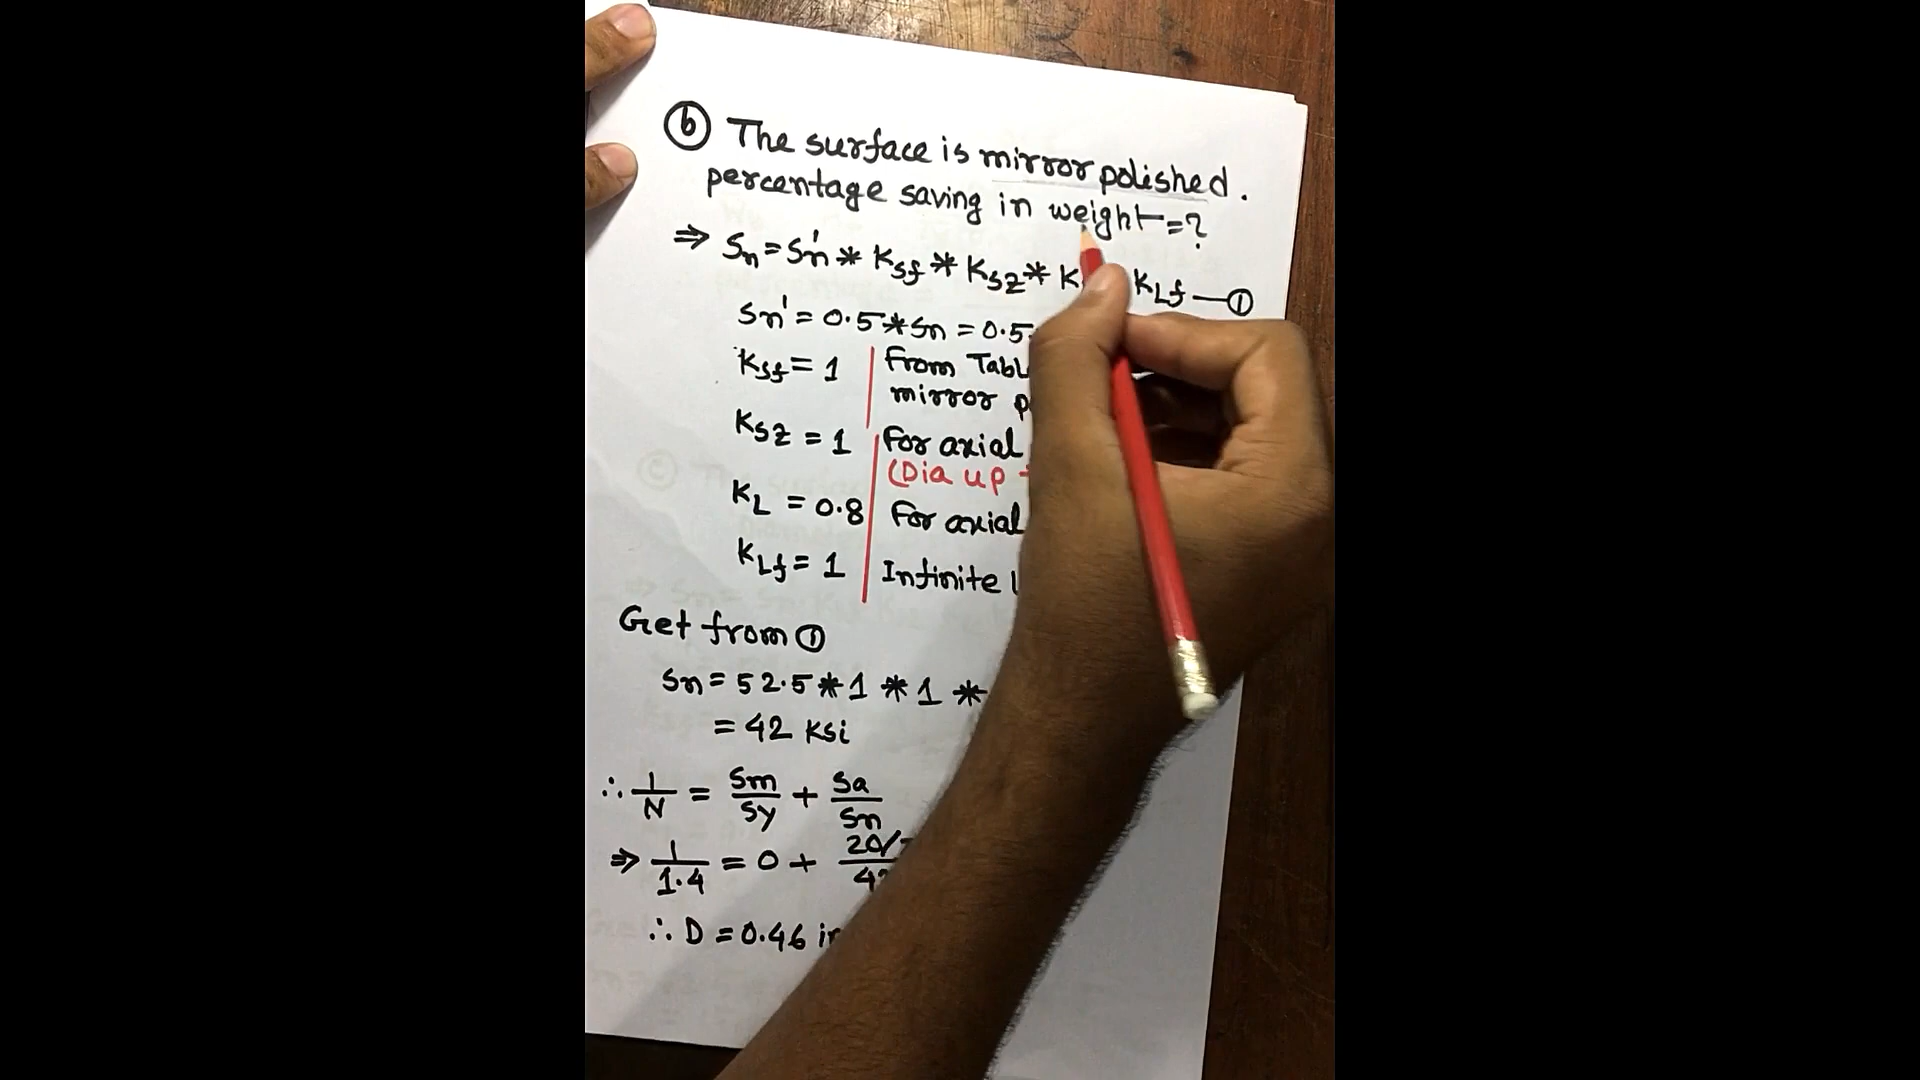 b The surface is mirror polished.
percentage saving in weight = ?
⇒ Sn = Sn' * Ksf * Ksz * K KLf — 1
Sn' = 0.5 * Sn = 0.5
Ksf = 1 From
mirror
Ksz = 1 For axial
(Dia up
KL = 0.8 For axial
KLf = 1 Infinite
Get from 1
Sn = 52.5 * 1 * 1 *
= 42 ksi
∴ 1/N = Sm/Sy + Sa/Sn
⇒ 1/1.4 = 0 + 20/
∴ D = 0.46